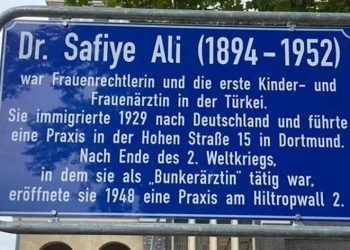 Dr. Safiye Ali (1894 – 1952)
war Frauenrechtlerin und die erste Kinder- und
Frauenärztin in der Türkei.
Sie immigrierte 1929 nach Deutschland und führte
eine Praxis in der Hohen Straße 15 in Dortmund.
Nach Ende des 2. Weltkriegs,
in dem sie als „Bunkerärztin" tätig war,
eröffnete sie 1948 eine Praxis am Hiltropwall 2.